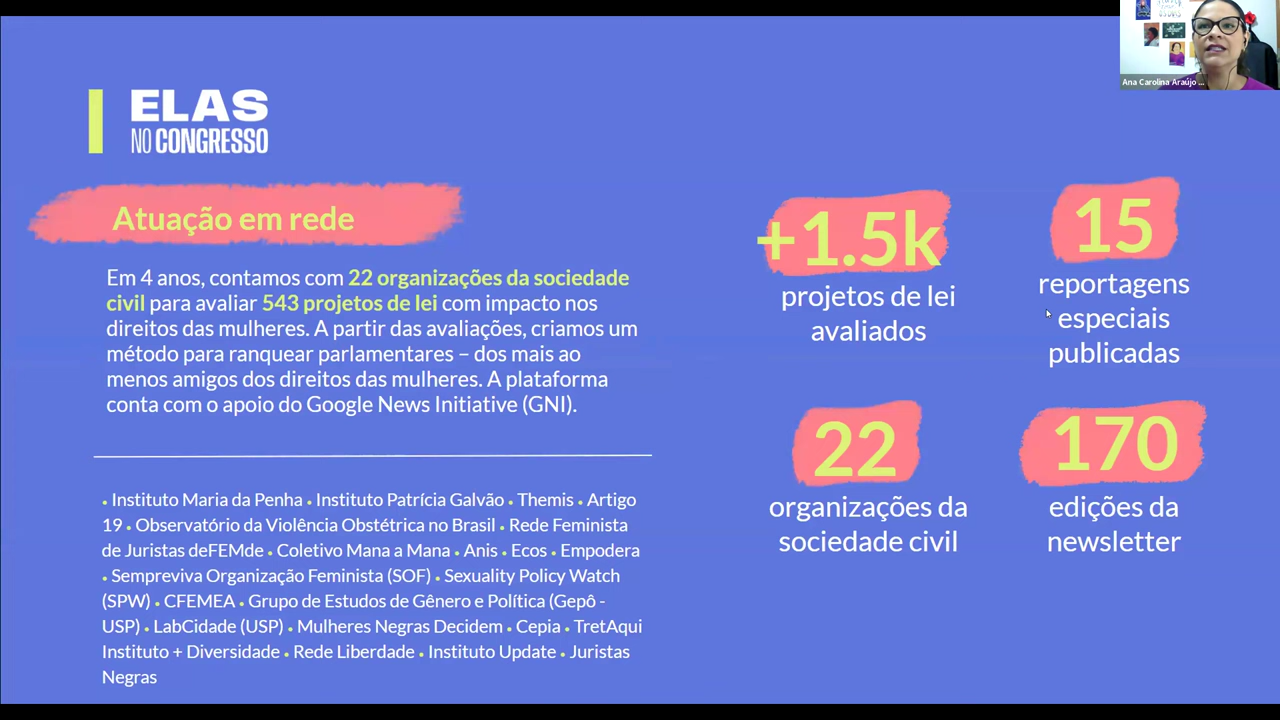 ELAS
NO CONGRESSO
Atuação em rede
Em 4 anos, contamos com 22 organizações da sociedade
civil para avaliar 543 projetos de lei com impacto nos
direitos das mulheres. A partir das avaliações, criamos um
método para ranquear parlamentares – dos mais ao
menos amigos dos direitos das mulheres. A plataforma
conta com o apoio do Google News Initiative (GNI).
• Instituto Maria da Penha • Instituto Patrícia Galvão • Themis • Artigo
19 • Observatório da Violência Obstétrica no Brasil • Rede Feminista
de Juristas deFEMde • Coletivo Mana a Mana • Anis • Ecos • Empodera
• Sempreviva Organização Feminista (SOF) • Sexuality Policy Watch
(SPW) • CFEMEA • Grupo de Estudos de Gênero e Política (Gepô -
USP) • LabCidade (USP) • Mulheres Negras Decidem • Cepia • TretAqui
Instituto + Diversidade • Rede Liberdade • Instituto Update • Juristas
Negras
+1.5k
projetos de lei
avaliados
15
reportagens
especiais
publicadas
22
organizações da
sociedade civil
170
edições da
newsletter
Ana Carolina Araújo ...